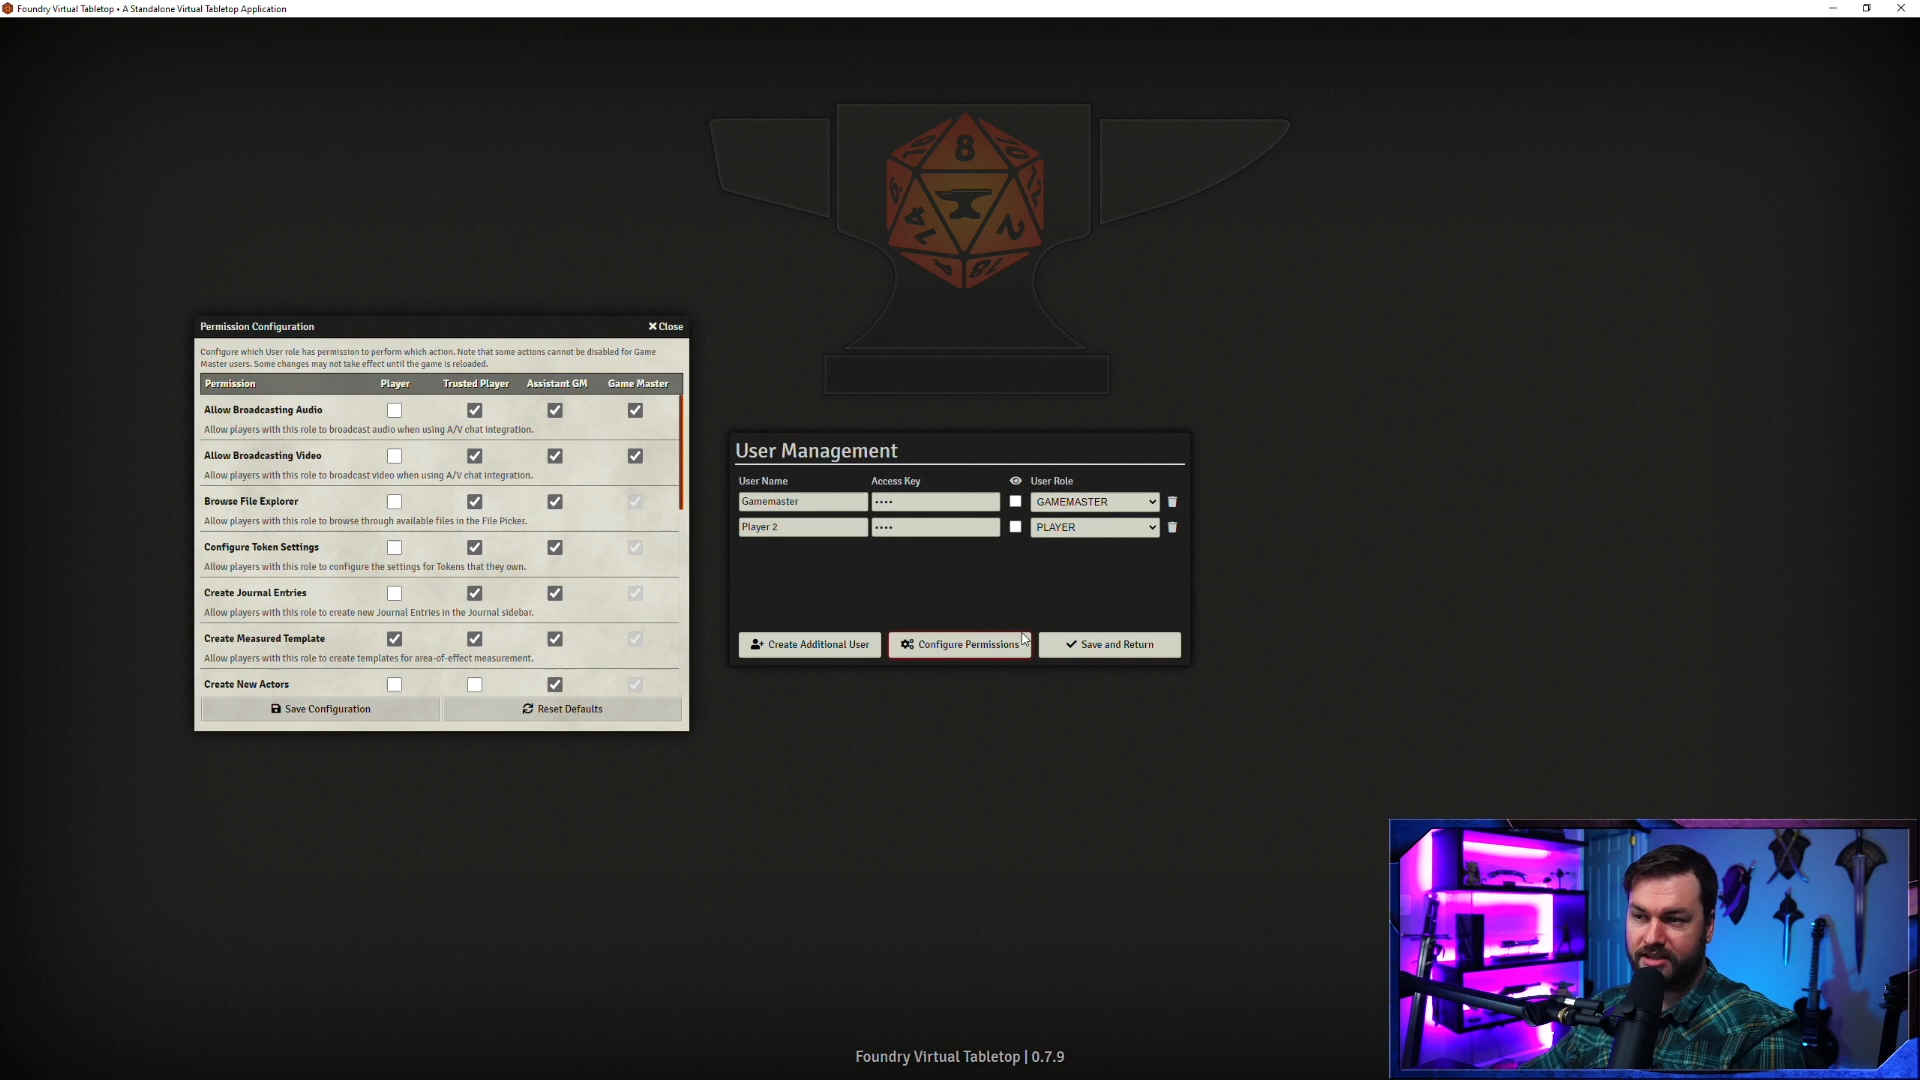 Foundry Virtual Tabletop • A Standalone Virtual Tabletop Application
8
Permission Configuration
Close
Configure which User role has permission to perform which action. Note that some actions cannot be disabled for Game
Master users. Some changes may not take effect until the game is reloaded.
Permission Player Trusted Player Assistant GM Game Master
Allow Broadcasting Audio
Allow players with this role to broadcast audio when using A/V chat integration.
Allow Broadcasting Video
Allow players with this role to broadcast video when using A/V chat integration.
Browse File Explorer
Allow players with this role to browse through available files in the File Picker.
Configure Token Settings
Allow players with this role to configure the settings for Tokens that they own.
Create Journal Entries
Allow players with this role to create new Journal Entries in the Journal sidebar.
Create Measured Template
Allow players with this role to create templates for area-of-effect measurement.
Create New Actors
Save Configuration Reset Defaults
User Management
User Name Access Key User Role
Gamemaster •••• GAMEMASTER
Player 2 •••• PLAYER
Create Additional User Configure Permissions Save and Return
Foundry Virtual Tabletop | 0.7.9